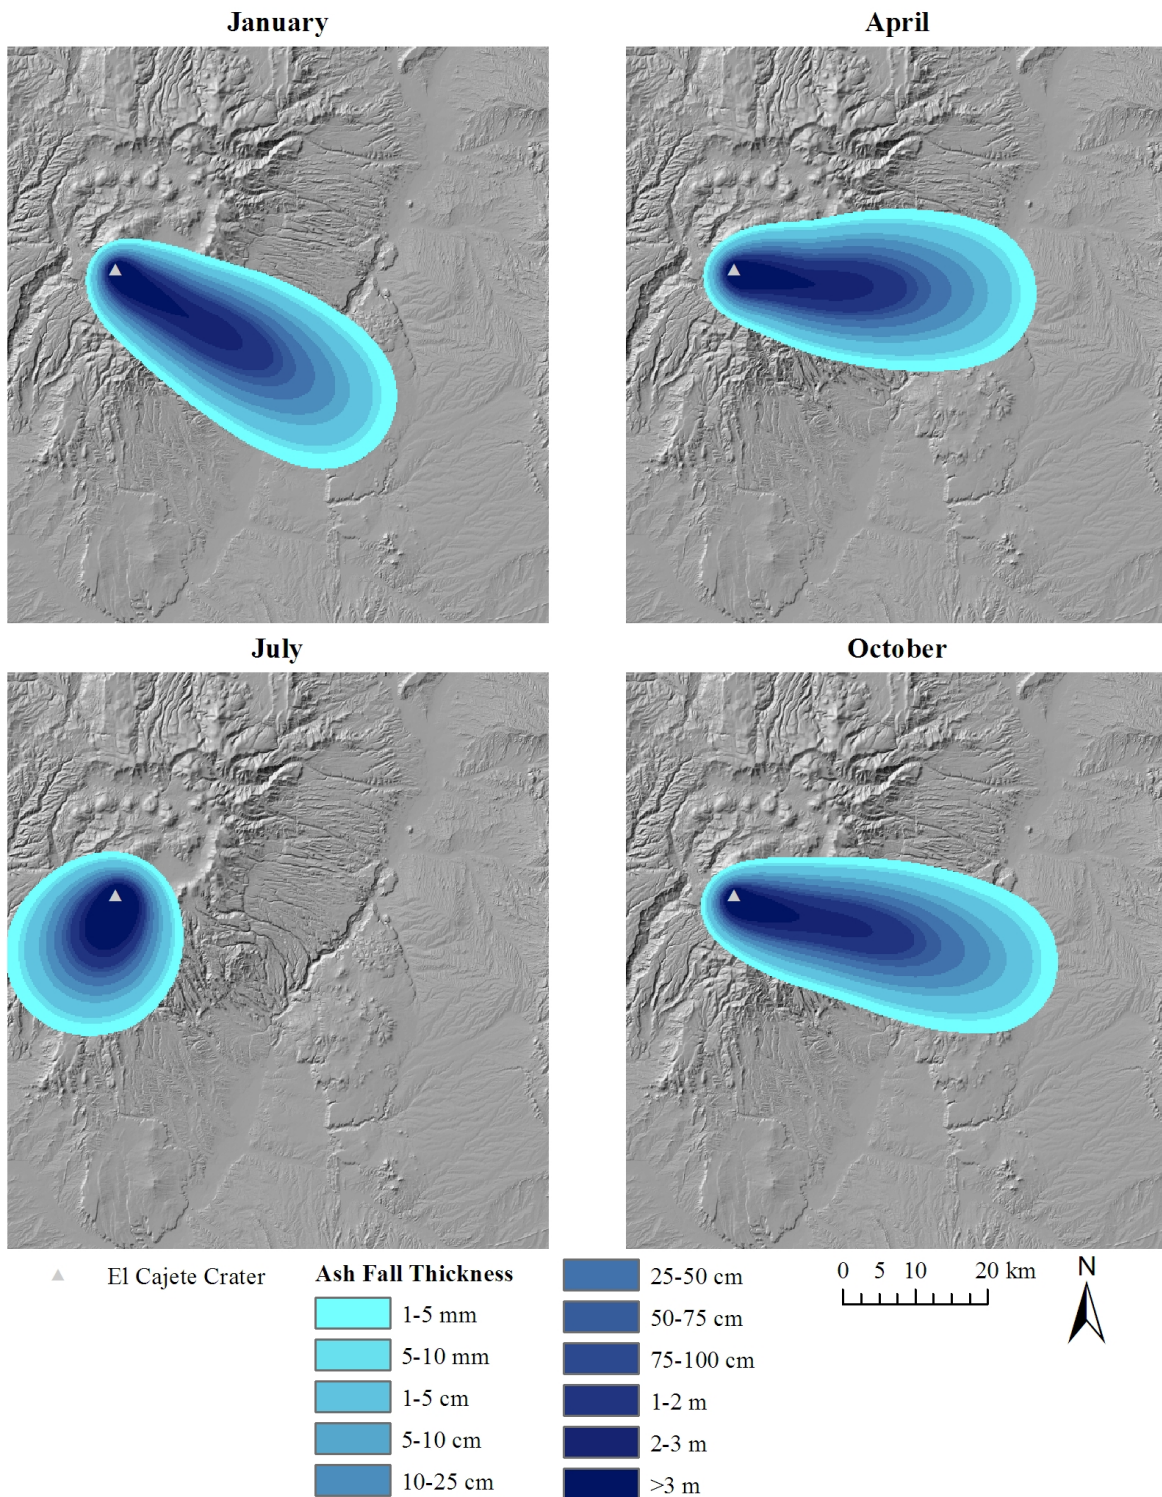 January
April
July
October
El Cajete Crater
Ash Fall Thickness
1-5 mm
5-10 mm
1-5 cm
5-10 cm
10-25 cm
25-50 cm
50-75 cm
75-100 cm
1-2 m
2-3 m
>3 m
0 5 10 20 km
N